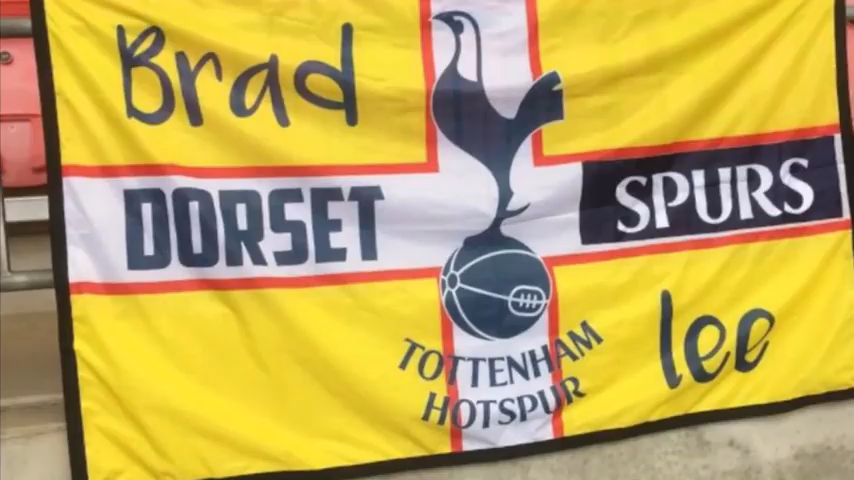 Brad
DORSET
SPURS
TOTTENHAM
HOTSPUR
lee